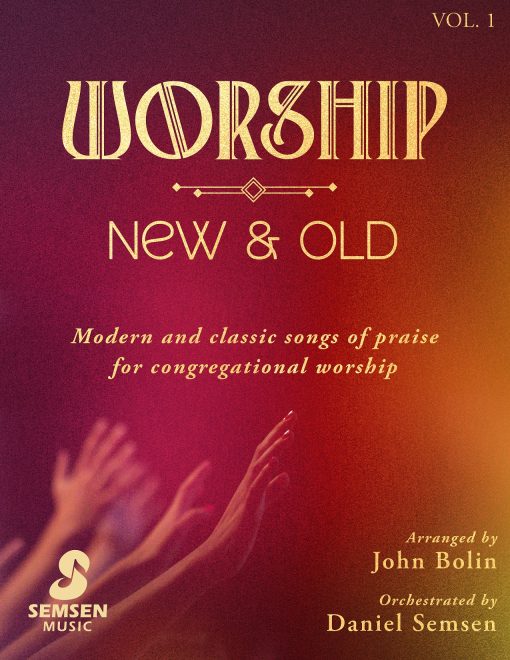 VOL. 1
WORSHIP
NEW & OLD
Modern and classic songs of praise
for congregational worship
Arranged by
John Bolin
Orchestrated by
Daniel Semsen
SEMSEN
MUSIC